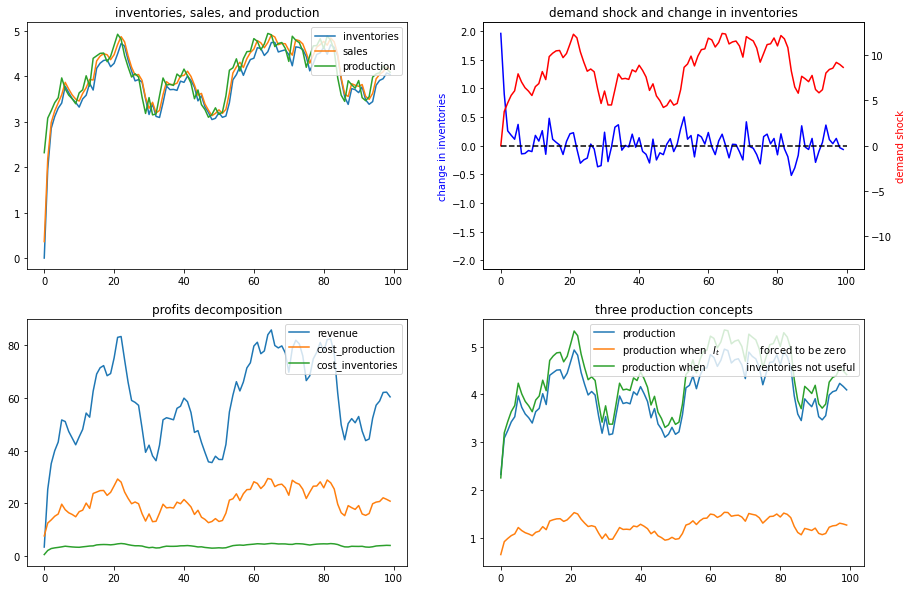 inventories, sales, and production
5
4
3
2
1
0
0 20 40 60 80 100
inventories
sales
production
demand shock and change in inventories
change in inventories
2.0
1.5
1.0
0.5
0.0
−0.5
−1.0
−1.5
−2.0
0 20 40 60 80 100
10
5
0
−5
−10
demand shock
profits decomposition
80
60
40
20
0
0 20 40 60 80 100
revenue
cost_production
cost_inventories
three production concepts
5
4
3
2
1
0 20 40 60 80 100
production
production when I_t forced to be zero
production when inventories not useful